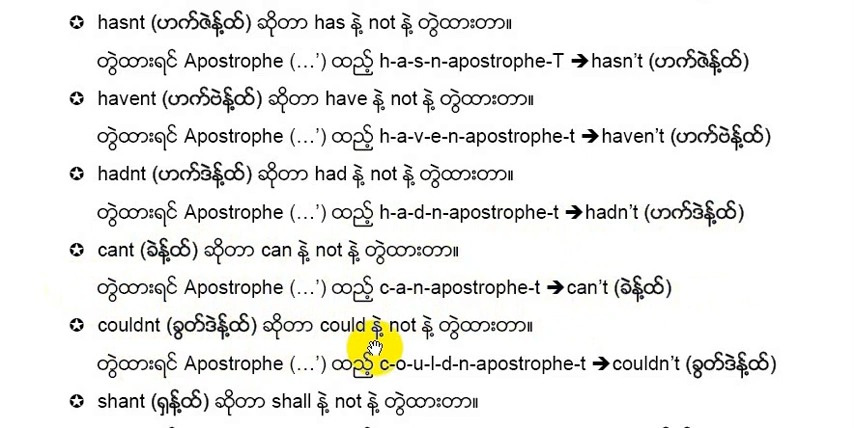 ✪ hasnt (ဟက်ဇဲန့်ထ်) ဆိုတာ has နဲ့ not နဲ့ တွဲထားတာ။
တွဲထားရင် Apostrophe (…’) ထည့် h-a-s-n-apostrophe-T ➔hasn’t (ဟက်ဇဲန့်ထ်)
✪ havent (ဟက်ဗဲန့်ထ်) ဆိုတာ have နဲ့ not နဲ့ တွဲထားတာ။
တွဲထားရင် Apostrophe (…’) ထည့် h-a-v-e-n-apostrophe-t ➔haven’t (ဟက်ဗဲန့်ထ်)
✪ hadnt (ဟက်ဒဲန့်ထ်) ဆိုတာ had နဲ့ not နဲ့ တွဲထားတာ။
တွဲထားရင် Apostrophe (…’) ထည့် h-a-d-n-apostrophe-t ➔hadn’t (ဟက်ဒဲန့်ထ်)
✪ cant (ခဲန့်ထ်) ဆိုတာ can နဲ့ not နဲ့ တွဲထားတာ။
တွဲထားရင် Apostrophe (…’) ထည့် c-a-n-apostrophe-t ➔can’t (ခဲန့်ထ်)
✪ couldnt (ခွတ်ဒဲန့်ထ်) ဆိုတာ could နဲ့ not နဲ့ တွဲထားတာ။
တွဲထားရင် Apostrophe (…’) ထည့် c-o-u-l-d-n-apostrophe-t ➔couldn’t (ခွတ်ဒဲန့်ထ်)
✪ shant (ရှန့်ထ်) ဆိုတာ shall နဲ့ not နဲ့ တွဲထားတာ။